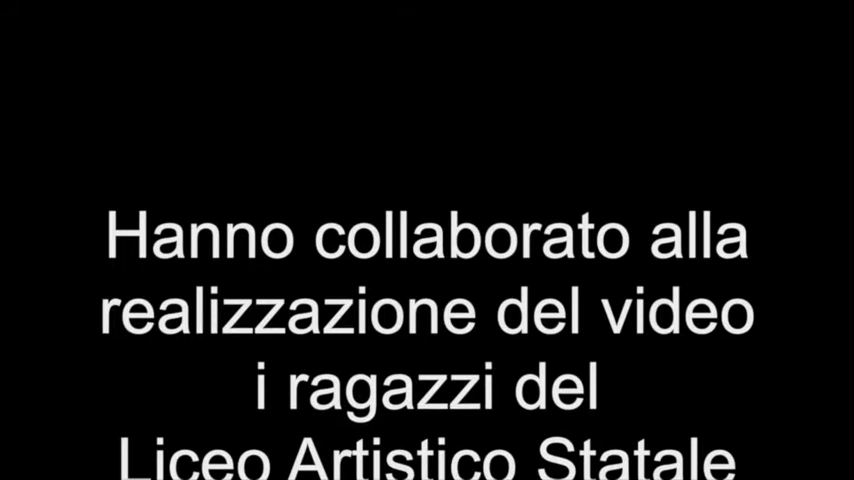 Hanno collaborato alla
realizzazione del video
i ragazzi del
Liceo Artistico Statale